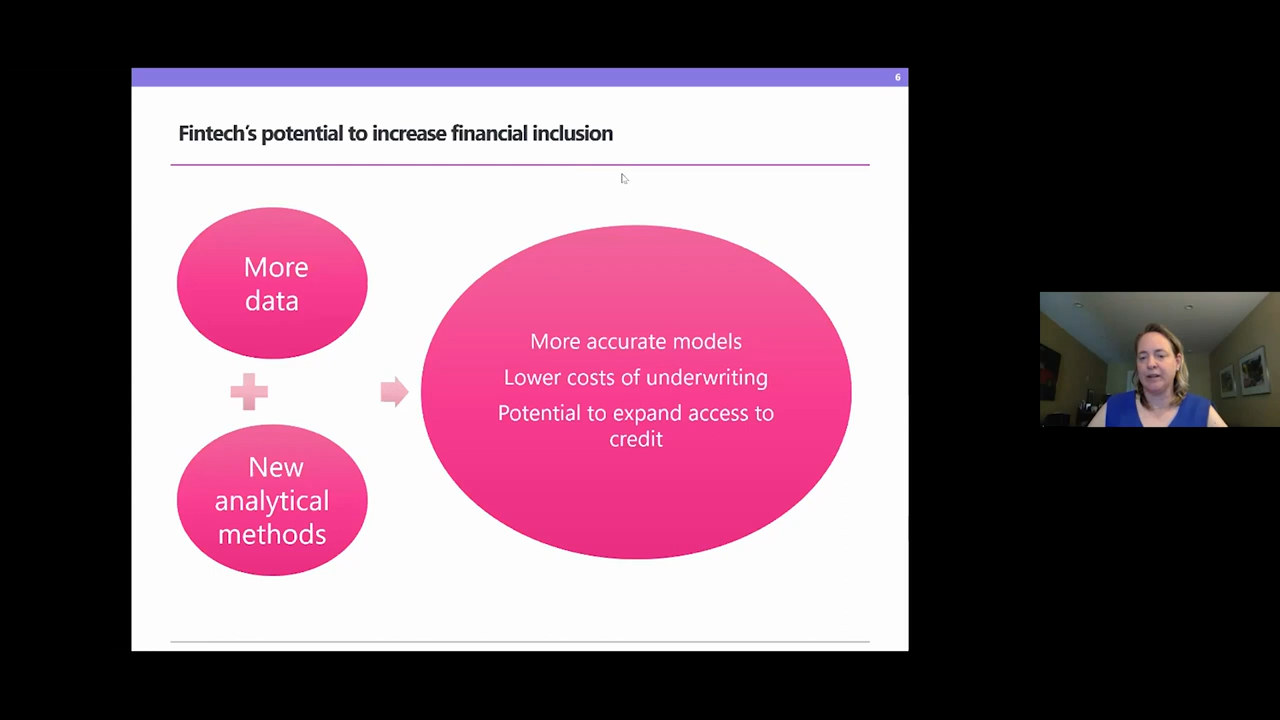 6
Fintech's potential to increase financial inclusion
More
data
New
analytical
methods
More accurate models
Lower costs of underwriting
Potential to expand access to
credit